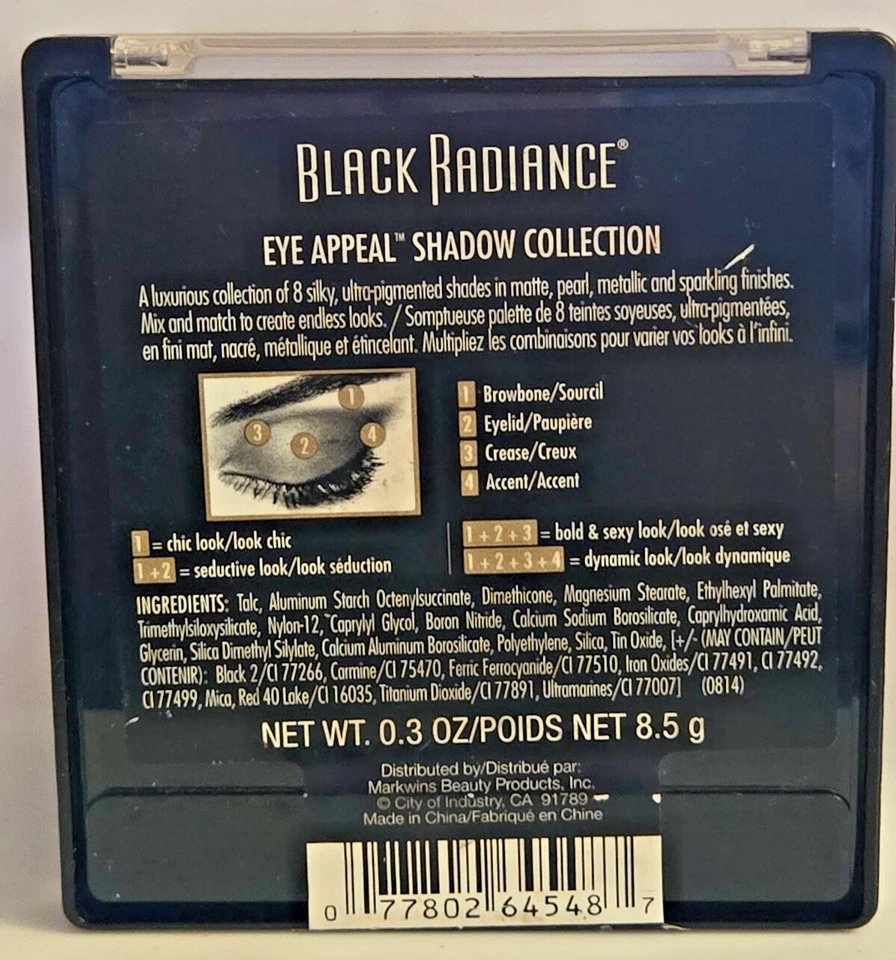 BLACK RADIANCE®
EYE APPEAL™ SHADOW COLLECTION
A luxurious collection of 8 silky, ultra-pigmented shades in matte, pearl, metallic and sparkling finishes.
Mix and match to create endless looks. / Somptueuse palette de 8 teintes soyeuses, ultra-pigmentées,
en fini mat, nacré, métallique et étincelant. Multipliez les combinaisons pour varier vos looks à l'infini.
1
3
2
4
1 Browbone/Sourcil
2 Eyelid/Paupière
3 Crease/Creux
4 Accent/Accent
1 = chic look/look chic
1+2 = seductive look/look séduction
1+2+3 = bold & sexy look/look osé et sexy
1+2+3+4 = dynamic look/look dynamique
INGREDIENTS: Talc, Aluminum Starch Octenylsuccinate, Dimethicone, Magnesium Stearate, Ethylhexyl Palmitate,
Trimethylsiloxysilicate, Nylon-12, Caprylyl Glycol, Boron Nitride, Calcium Sodium Borosilicate, Caprylhydroxamic Acid,
Glycerin, Silica Dimethyl Silylate, Calcium Aluminum Borosilicate, Polyethylene, Silica, Tin Oxide, [+/- (MAY CONTAIN/PEUT
CONTENIR): Black 2/CI 77266, Carmine/CI 75470, Ferric Ferrocyanide/CI 77510, Iron Oxides/CI 77491, CI 77492,
CI 77499, Mica, Red 40 Lake/CI 16035, Titanium Dioxide/CI 77891, Ultramarines/CI 77007] (0814)
NET WT. 0.3 OZ/POIDS NET 8.5 g
Distributed by/Distribué par:
Markwins Beauty Products, Inc.
© City of Industry, CA 91789
Made in China/Fabriqué en Chine
0 77802 64548 7